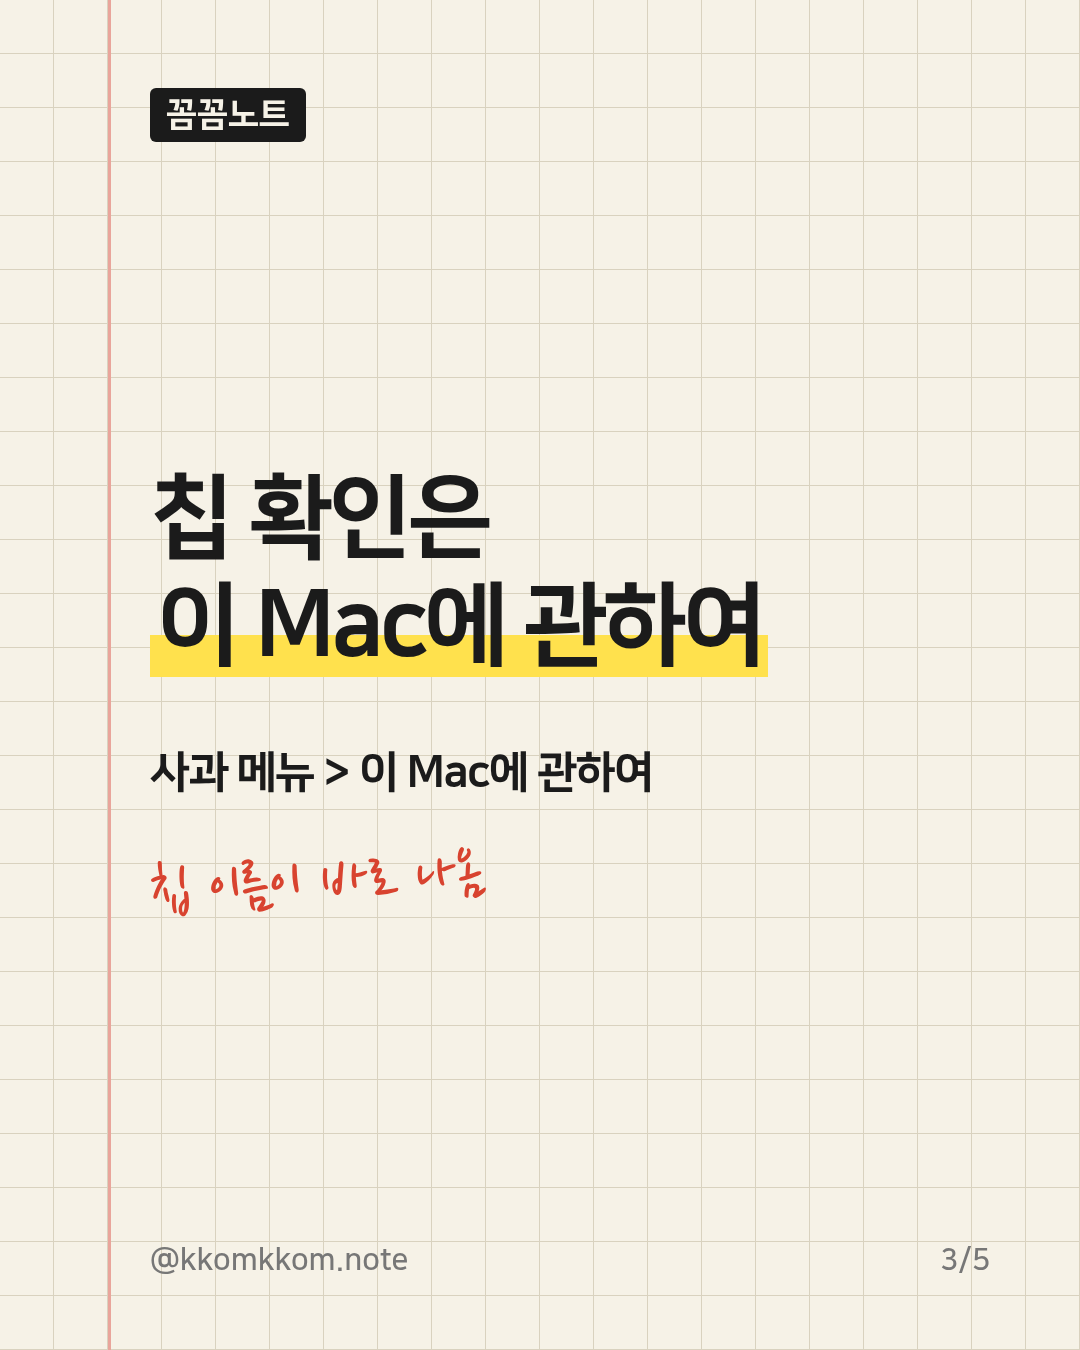 꼼꼼노트
칩 확인은
이 Mac에 관하여
사과 메뉴 > 이 Mac에 관하여
칩 이름이 바로 나옴
@kkomkkom.note
3/5